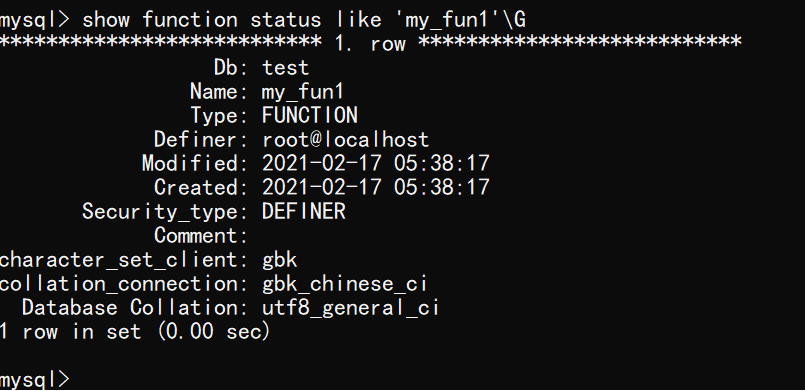 mysql> show function status like 'my_fun1'\G
*************************** 1. row ***************************
Db: test
Name: my_fun1
Type: FUNCTION
Definer: root@localhost
Modified: 2021-02-17 05:38:17
Created: 2021-02-17 05:38:17
Security_type: DEFINER
Comment:
character_set_client: gbk
collation_connection: gbk_chinese_ci
Database Collation: utf8_general_ci
1 row in set (0.00 sec)
mysql>